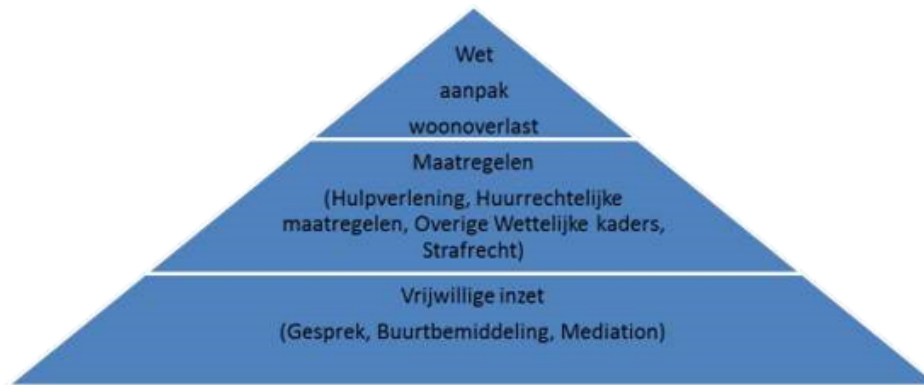 Wet
aanpak
woonoverlast
Maatregelen
(Hulpverlening, Huurrechtelijke
maatregelen, Overige Wettelijke kaders,
Strafrecht)
Vrijwillige inzet
(Gesprek, Buurtbemiddeling, Mediation)